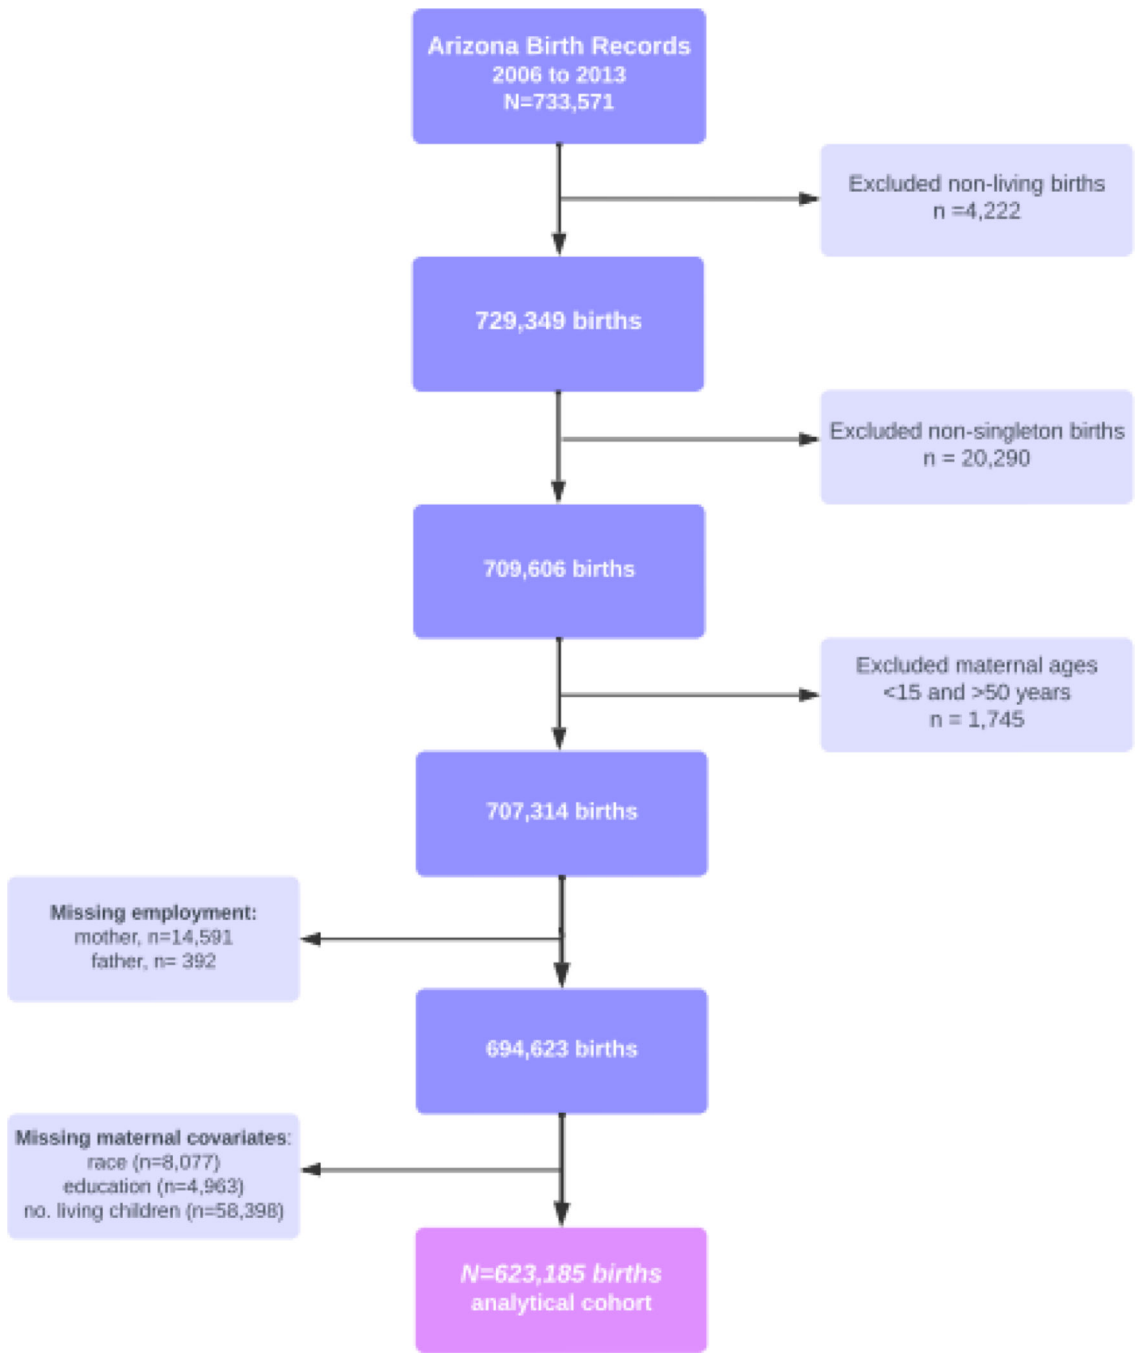 Arizona Birth Records
2006 to 2013
N=733,571
Excluded non-living births
n =4,222
729,349 births
Excluded non-singleton births
n = 20,290
709,606 births
Excluded maternal ages
<15 and >50 years
n = 1,745
707,314 births
Missing employment:
mother, n=14,591
father, n= 392
694,623 births
Missing maternal covariates:
race (n=8,077)
education (n=4,963)
no. living children (n=58,398)
N=623,185 births
analytical cohort